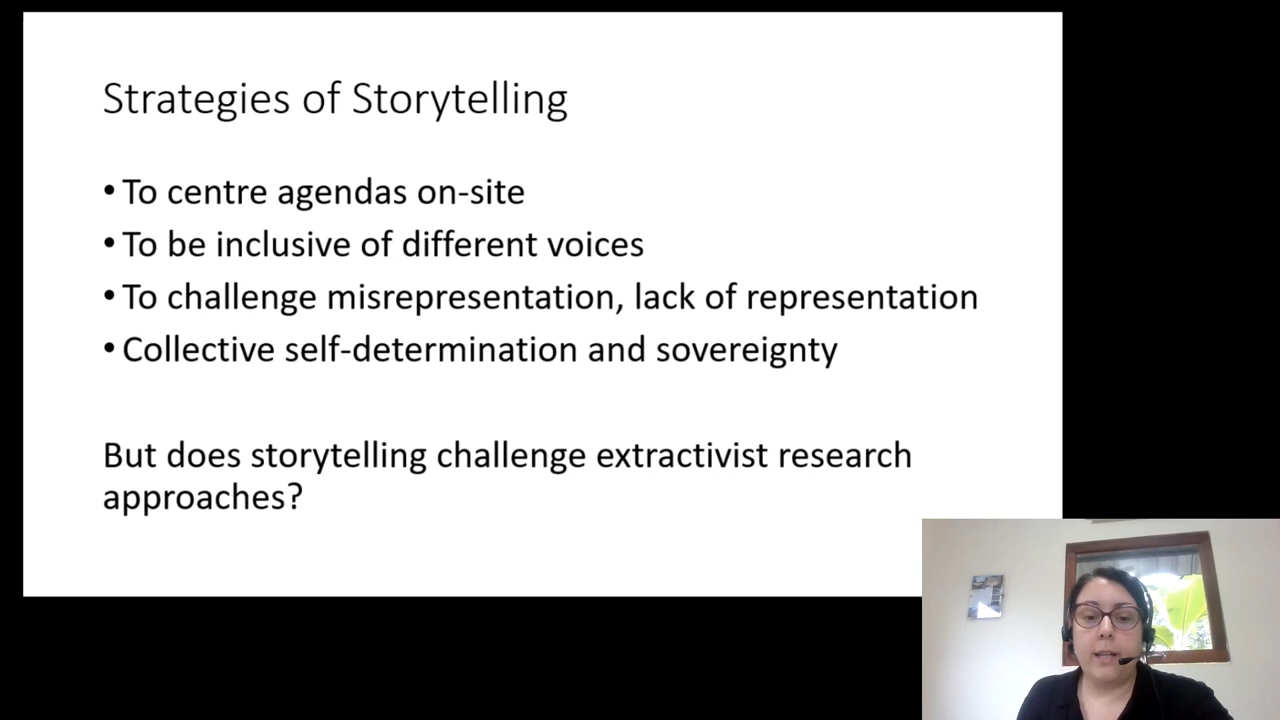 Strategies of Storytelling
• To centre agendas on-site
• To be inclusive of different voices
• To challenge misrepresentation, lack of representation
• Collective self-determination and sovereignty
But does storytelling challenge extractivist research
approaches?